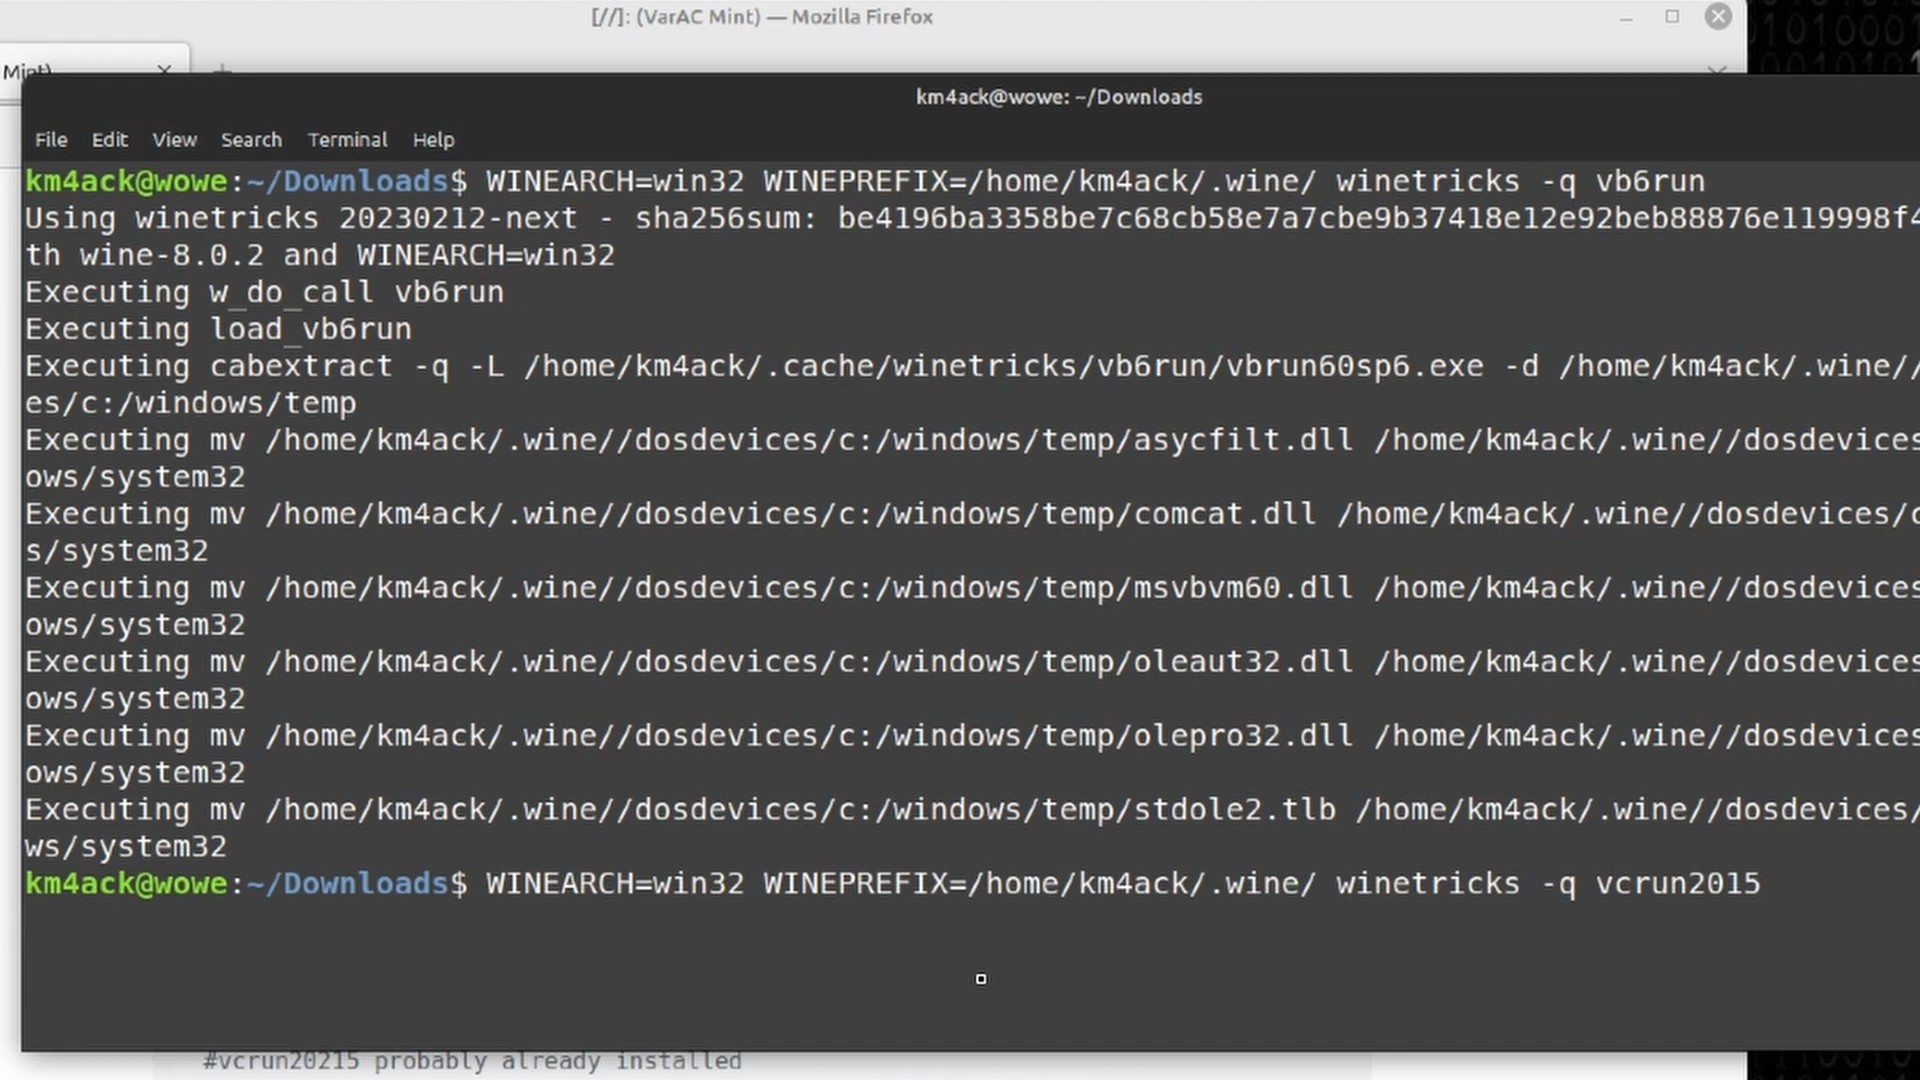 [//]: (VarAC Mint) — Mozilla Firefox
Mint)
km4ack@wowe: ~/Downloads
File Edit View Search Terminal Help
km4ack@wowe:~/Downloads$ WINEARCH=win32 WINEPREFIX=/home/km4ack/.wine/ winetricks -q vb6run
Using winetricks 20230212-next - sha256sum: be4196ba3358be7c68cb58e7a7cbe9b37418e12e92beb88876e119998f4
th wine-8.0.2 and WINEARCH=win32
Executing w_do_call vb6run
Executing load_vb6run
Executing cabextract -q -L /home/km4ack/.cache/winetricks/vb6run/vbrun60sp6.exe -d /home/km4ack/.wine//
es/c:/windows/temp
Executing mv /home/km4ack/.wine//dosdevices/c:/windows/temp/asycfilt.dll /home/km4ack/.wine//dosdevices
ows/system32
Executing mv /home/km4ack/.wine//dosdevices/c:/windows/temp/comcat.dll /home/km4ack/.wine//dosdevices/c
s/system32
Executing mv /home/km4ack/.wine//dosdevices/c:/windows/temp/msvbvm60.dll /home/km4ack/.wine//dosdevices
ows/system32
Executing mv /home/km4ack/.wine//dosdevices/c:/windows/temp/oleaut32.dll /home/km4ack/.wine//dosdevices
ows/system32
Executing mv /home/km4ack/.wine//dosdevices/c:/windows/temp/olepro32.dll /home/km4ack/.wine//dosdevices
ows/system32
Executing mv /home/km4ack/.wine//dosdevices/c:/windows/temp/stdole2.tlb /home/km4ack/.wine//dosdevices/
ws/system32
km4ack@wowe:~/Downloads$ WINEARCH=win32 WINEPREFIX=/home/km4ack/.wine/ winetricks -q vcrun2015
#vcrun20215 probably already installed